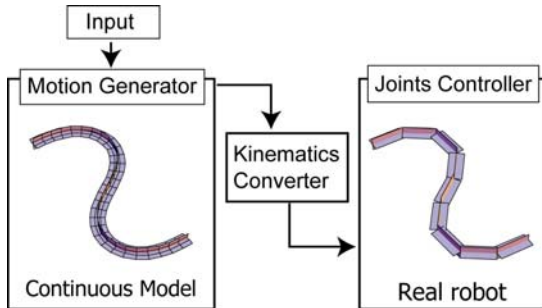 Input
Motion Generator
Continuous Model
Kinematics
Converter
Joints Controller
Real robot